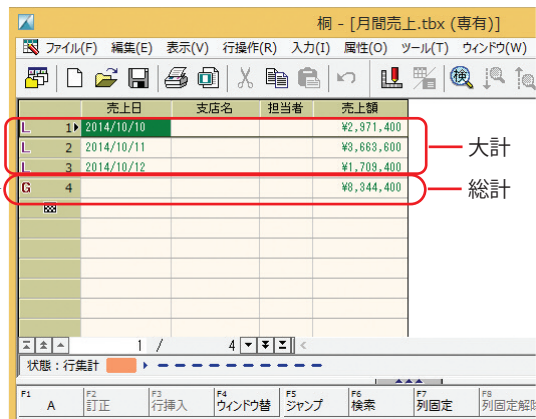 桐 - [月間売上.tbx (専有)]
ファイル(F) 編集(E) 表示(V) 行操作(R) 入力(I) 属性(O) ツール(T) ウィンドウ(W)
売上日 支店名 担当者 売上額
L 1 2014/10/10 ¥2,971,400
L 2 2014/10/11 ¥3,663,600
L 3 2014/10/12 ¥1,709,400
G 4 ¥8,344,400
大計
総計
1 / 4
状態：行集計
F1 A F2 訂正 F3 行挿入 F4 ウィンドウ替 F5 ジャンプ F6 検索 F7 列固定 F8 列固定解除